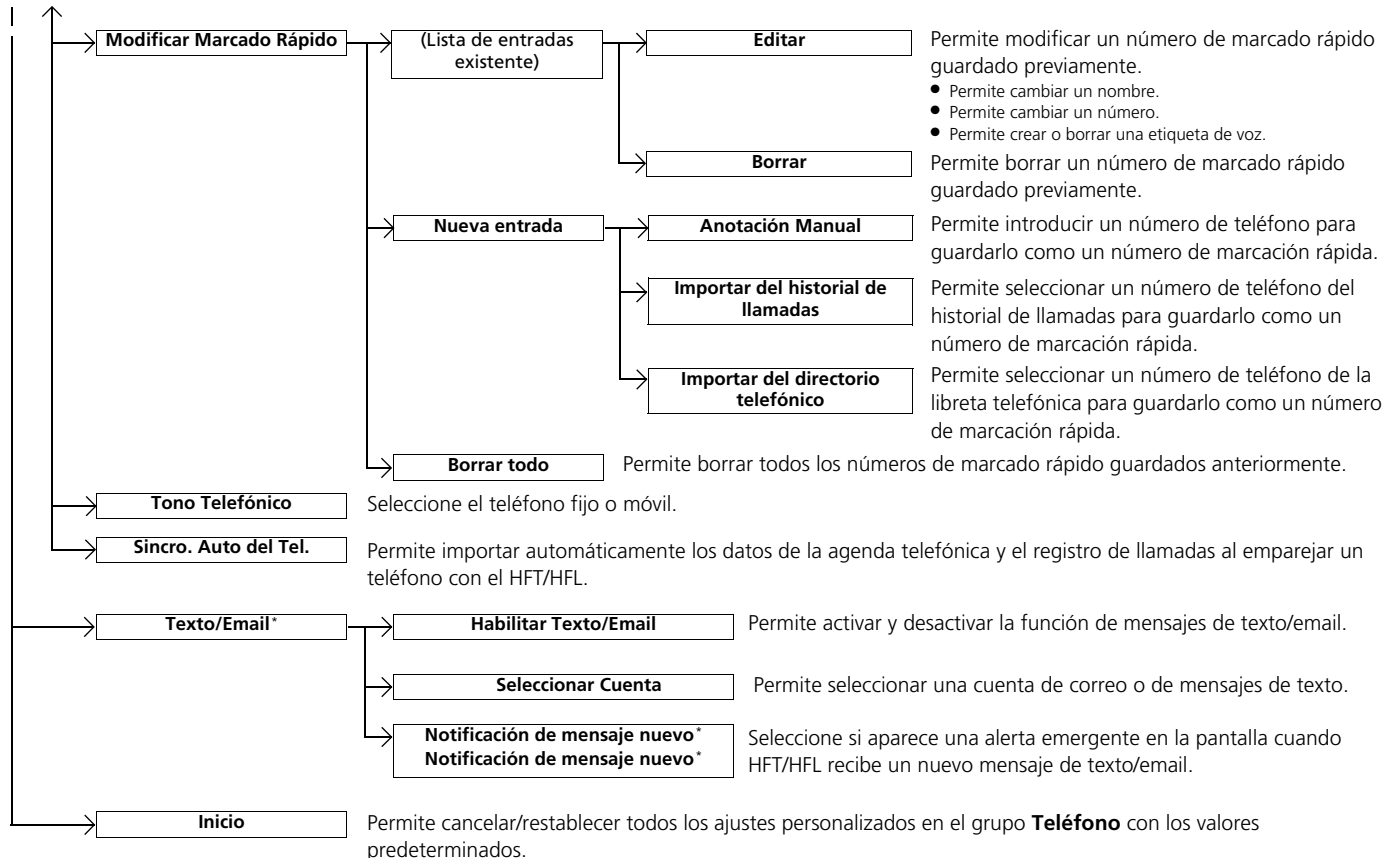 Modificar Marcado Rápido
(Lista de entradas
existente)
Editar
Permite modificar un número de marcado rápido
guardado previamente.
• Permite cambiar un nombre.
• Permite cambiar un número.
• Permite crear o borrar una etiqueta de voz.
Borrar
Permite borrar un número de marcado rápido
guardado previamente.
Nueva entrada
Anotación Manual
Permite introducir un número de teléfono para
guardarlo como un número de marcación rápida.
Importar del historial de
llamadas
Permite seleccionar un número de teléfono del
historial de llamadas para guardarlo como un
número de marcación rápida.
Importar del directorio
telefónico
Permite seleccionar un número de teléfono de la
libreta telefónica para guardarlo como un número
de marcación rápida.
Borrar todo
Permite borrar todos los números de marcado rápido guardados anteriormente.
Tono Telefónico
Seleccione el teléfono fijo o móvil.
Sincro. Auto del Tel.
Permite importar automáticamente los datos de la agenda telefónica y el registro de llamadas al emparejar un
teléfono con el HFT/HFL.
Texto/Email*
Habilitar Texto/Email
Permite activar y desactivar la función de mensajes de texto/email.
Seleccionar Cuenta
Permite seleccionar una cuenta de correo o de mensajes de texto.
Notificación de mensaje nuevo*
Notificación de mensaje nuevo*
Seleccione si aparece una alerta emergente en la pantalla cuando
HFT/HFL recibe un nuevo mensaje de texto/email.
Inicio
Permite cancelar/restablecer todos los ajustes personalizados en el grupo Teléfono con los valores
predeterminados.